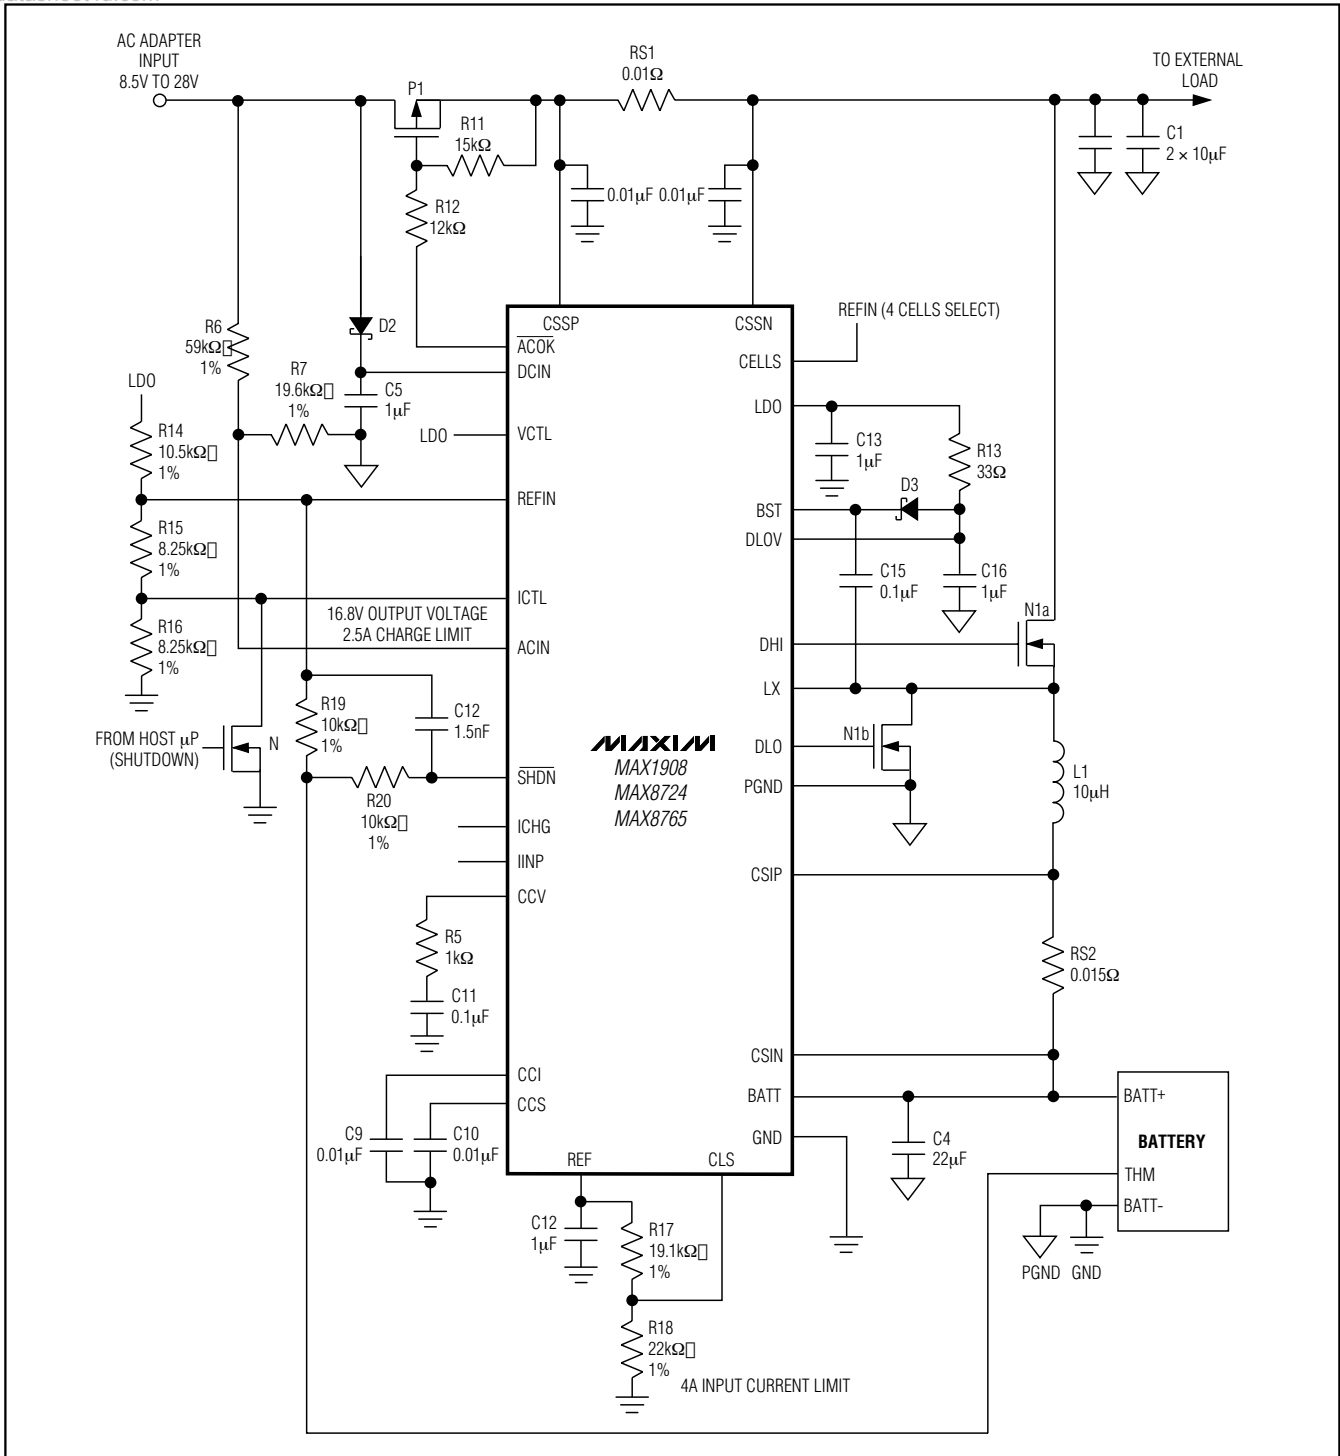 AC ADAPTER
INPUT
8.5V TO 28V
P1
RS1
0.01Ω
TO EXTERNAL
LOAD
R11
15kΩ
C1
2 × 10µF
R12
12kΩ
0.01µF
0.01µF
R6
59kΩ
1%
D2
R7
19.6kΩ
1%
C5
1µF
LDO
R14
10.5kΩ
1%
LDO
R15
8.25kΩ
1%
R16
8.25kΩ
1%
16.8V OUTPUT VOLTAGE
2.5A CHARGE LIMIT
FROM HOST µP
(SHUTDOWN)
N
R19
10kΩ
1%
C12
1.5nF
R20
10kΩ
1%
R5
1kΩ
C11
0.1µF
C9
0.01µF
C10
0.01µF
CSSP
CSSN
ACOK
DCIN
VCTL
REFIN
ICTL
ACIN
SHDN
ICHG
IINP
CCV
CCI
CCS
REF
CLS
MAXIM
MAX1908
MAX8724
MAX8765
CELLS
LDO
BST
DLOV
DHI
LX
DLO
PGND
CSIP
CSIN
BATT
GND
REFIN (4 CELLS SELECT)
C13
1µF
R13
33Ω
D3
C15
0.1µF
C16
1µF
N1a
N1b
L1
10µH
RS2
0.015Ω
C4
22µF
BATT+
BATTERY
THM
BATT-
PGND
GND
C12
1µF
R17
19.1kΩ
1%
R18
22kΩ
1%
4A INPUT CURRENT LIMIT